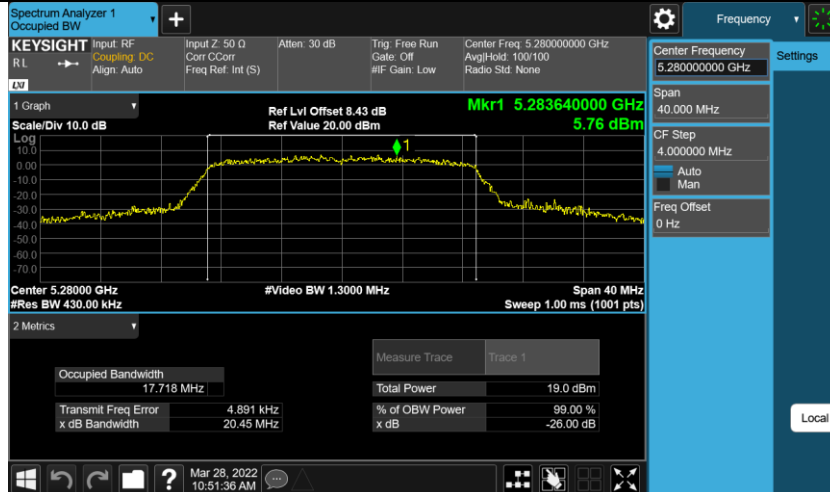 Spectrum Analyzer 1
Occupied BW
+
Frequency
KEYSIGHT
RL
LXI
Input: RF
Coupling: DC
Align: Auto
Input Z: 50 Ω
Corr CCorr
Freq Ref: Int (S)
Atten: 30 dB
Trig: Free Run
Gate: Off
#IF Gain: Low
Center Freq: 5.280000000 GHz
Avg|Hold: 100/100
Radio Std: None
Center Frequency
5.280000000 GHz
Settings
Span
40.000 MHz
CF Step
4.000000 MHz
Auto
Man
Freq Offset
0 Hz
Local
1 Graph
Scale/Div 10.0 dB
Ref Lvl Offset 8.43 dB
Ref Value 20.00 dBm
Mkr1 5.283640000 GHz
5.76 dBm
Log
10.0
0.00
-10.0
-20.0
-30.0
-40.0
-50.0
-60.0
-70.0
1
Center 5.28000 GHz
#Res BW 430.00 kHz
#Video BW 1.3000 MHz
Span 40 MHz
Sweep 1.00 ms (1001 pts)
2 Metrics
Measure Trace Trace 1
Occupied Bandwidth
17.718 MHz
Total Power 19.0 dBm
Transmit Freq Error 4.891 kHz
x dB Bandwidth 20.45 MHz
% of OBW Power 99.00 %
x dB -26.00 dB
?
Mar 28, 2022
10:51:36 AM